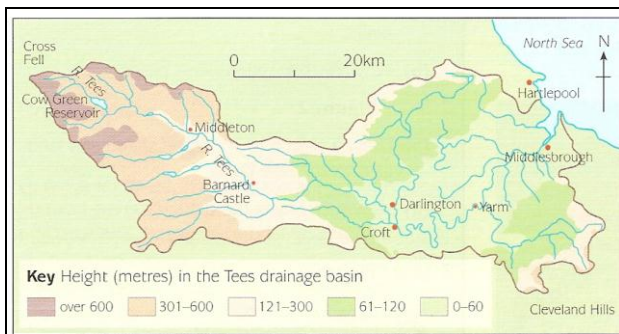 Cross
Fell
R. Tees
Cow Green
Reservoir
0 20km
North Sea
N
Hartlepool
Middleton
R. Tees
Middlesbrough
Barnard
Castle
Darlington
Yarm
Croft
Key Height (metres) in the Tees drainage basin
over 600
301–600
121–300
61–120
0–60
Cleveland Hills